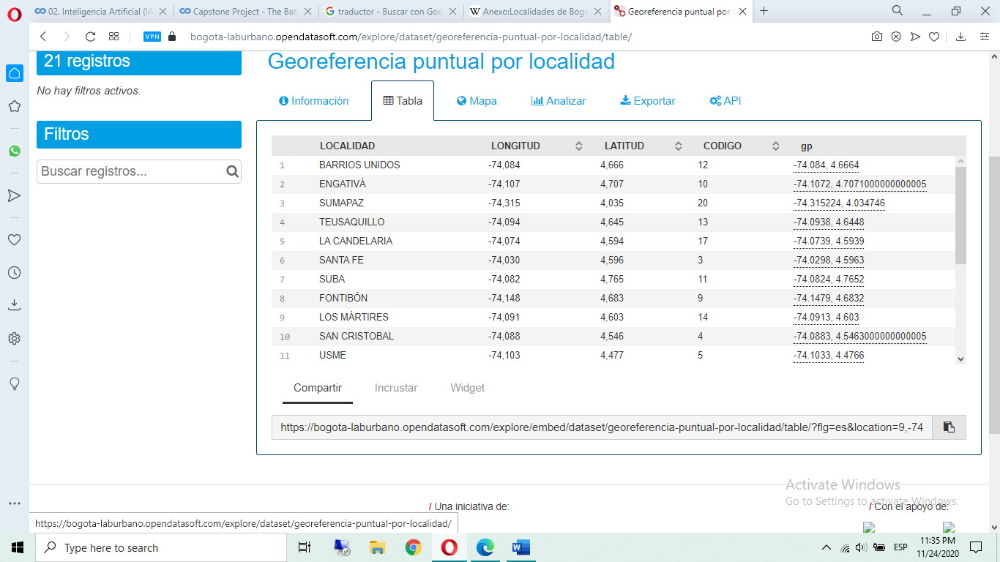 02. Inteligencia Artificial (IA
Capstone Project - The Batt
traductor - Buscar con Goo
Anexo:Localidades de Bogo
Georeferencia puntual por
VPN
bogota-laburbano.opendatasoft.com/explore/dataset/georeferencia-puntual-por-localidad/table/
21 registros
No hay filtros activos.
Filtros
Buscar registros...
Georeferencia puntual por localidad
Información Tabla Mapa Analizar Exportar API
LOCALIDAD LONGITUD LATITUD CODIGO gp
1 BARRIOS UNIDOS -74,084 4,666 12 -74.084, 4.6664
2 ENGATIVÁ -74,107 4,707 10 -74.1072, 4.7071000000000005
3 SUMAPAZ -74,315 4,035 20 -74.315224, 4.034746
4 TEUSAQUILLO -74,094 4,645 13 -74.0938, 4.6448
5 LA CANDELARIA -74,074 4,594 17 -74.0739, 4.5939
6 SANTA FE -74,030 4,596 3 -74.0298, 4.5963
7 SUBA -74,082 4,765 11 -74.0824, 4.7652
8 FONTIBÓN -74,148 4,683 9 -74.1479, 4.6832
9 LOS MÁRTIRES -74,091 4,603 14 -74.0913, 4.603
10 SAN CRISTOBAL -74,088 4,546 4 -74.0883, 4.5463000000000005
11 USME -74,103 4,477 5 -74.1033, 4.4766
Compartir Incrustar Widget
https://bogota-laburbano.opendatasoft.com/explore/embed/dataset/georeferencia-puntual-por-localidad/table/?flg=es&location=9,-74
Activate Windows
Go to Settings to activate Windows.
/ Una iniciativa de:
/ Con el apoyo de:
https://bogota-laburbano.opendatasoft.com/explore/dataset/georeferencia-puntual-por-localidad/
Type here to search
ESP
11:35 PM
11/24/2020